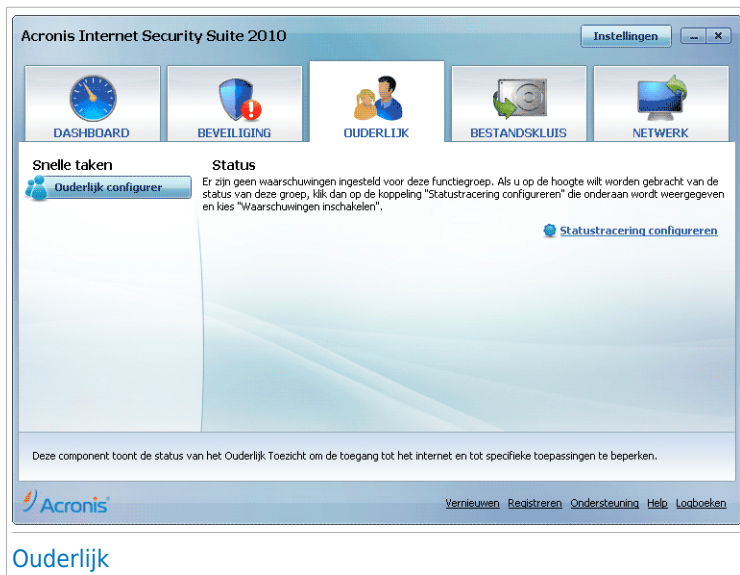 Acronis Internet Security Suite 2010
Instellingen
DASHBOARD
BEVEILIGING
OUDERLIJK
BESTANDSKLUIS
NETWERK
Snelle taken
Ouderlijk configurer
Status
Er zijn geen waarschuwingen ingesteld voor deze functiegroep. Als u op de hoogte wilt worden gebracht van de
status van deze groep, klik dan op de koppeling "Statustracering configureren" die onderaan wordt weergegeven
en kies "Waarschuwingen inschakelen".
Statustracering configureren
Deze component toont de status van het Ouderlijk Toezicht om de toegang tot het internet en tot specifieke toepassingen te beperken.
Acronis
Vernieuwen Registreren Ondersteuning Help Logboeken
Ouderlijk